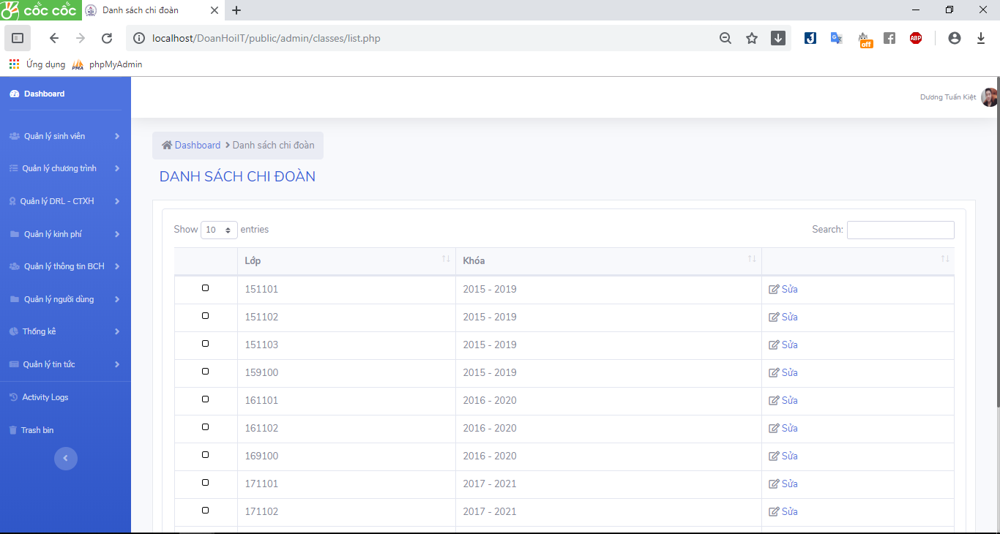 cốc cốc
Danh sách chi đoàn
localhost/DoanHoiIT/public/admin/classes/list.php
off
ABP
Ứng dụng
PMA
phpMyAdmin
Dashboard
Dương Tuấn Kiệt
Quản lý sinh viên
Quản lý chương trình
Quản lý DRL - CTXH
Quản lý kinh phí
Quản lý thông tin BCH
Quản lý người dùng
Thống kê
Quản lý tin tức
Activity Logs
Trash bin
Dashboard > Danh sách chi đoàn
DANH SÁCH CHI ĐOÀN
Show 10 entries
Search:
Lớp Khóa
151101 2015 - 2019 Sửa
151102 2015 - 2019 Sửa
151103 2015 - 2019 Sửa
159100 2015 - 2019 Sửa
161101 2016 - 2020 Sửa
161102 2016 - 2020 Sửa
169100 2016 - 2020 Sửa
171101 2017 - 2021 Sửa
171102 2017 - 2021 Sửa